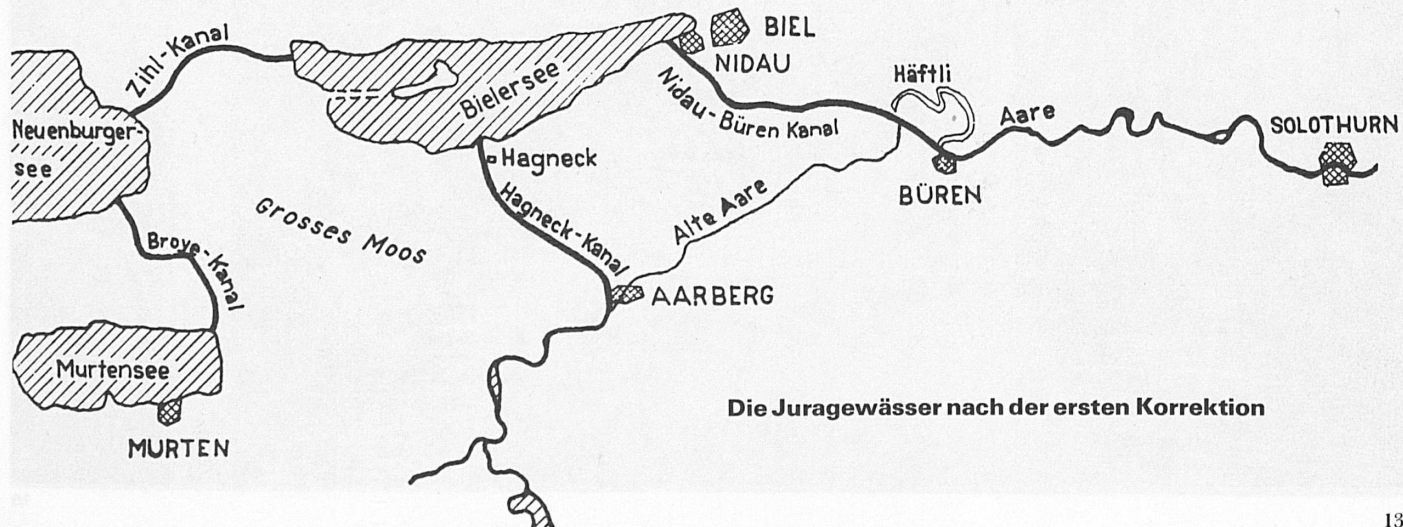 Zihl-Kanal
BIEL
NIDAU
Bielersee
Nidau-Büren Kanal
Häftli
Aare
SOLOTHURN
Neuenburger-
see
Hagneck
BÜREN
Alte Aare
Hagneck-Kanal
Grosses Moos
Broye-Kanal
AARBERG
Murtensee
MURTEN
Die Juragewässer nach der ersten Korrektion
13